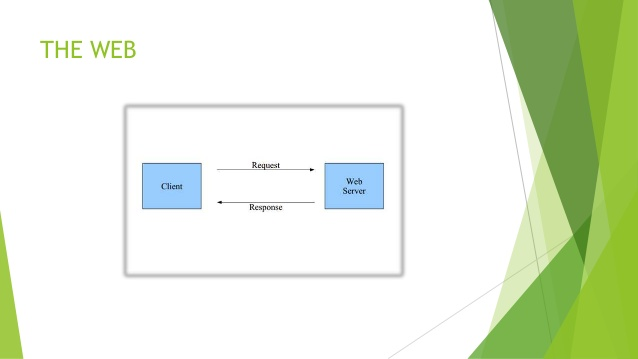 THE WEB
Request
Client
Web
Server
Response